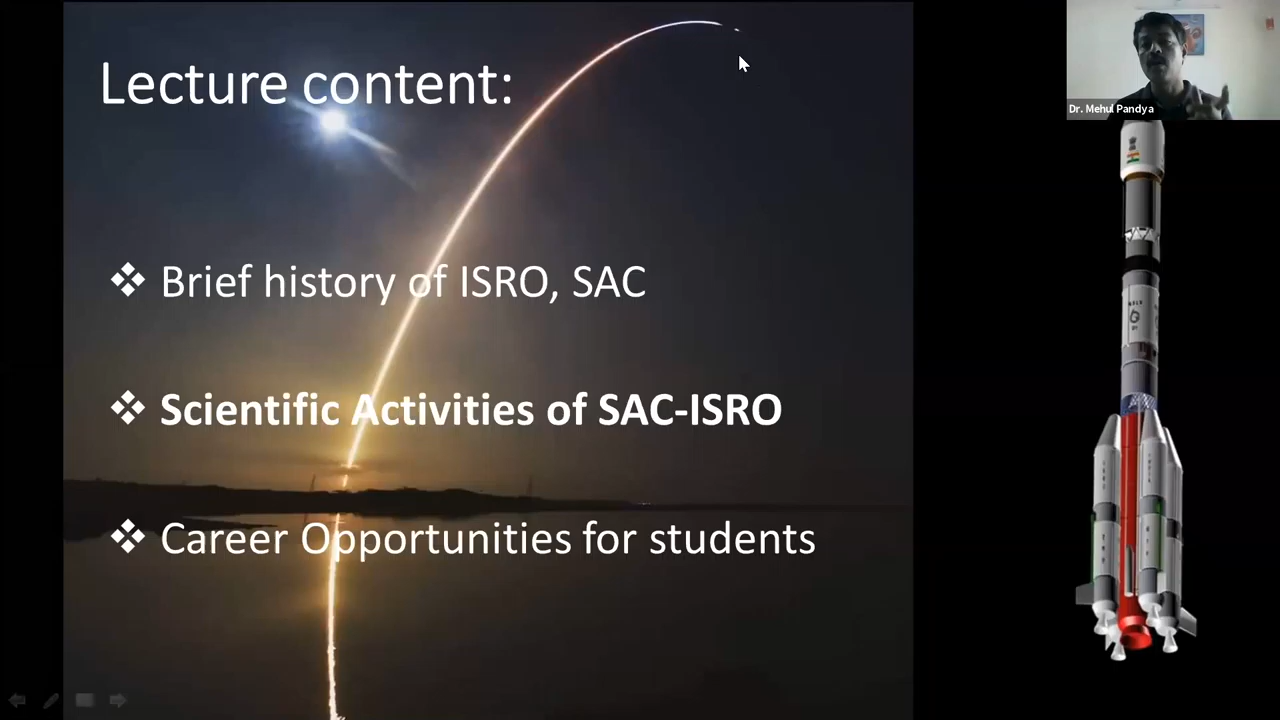 Lecture content:
Dr. Mehul Pandya
❖ Brief history of ISRO, SAC
❖ Scientific Activities of SAC-ISRO
❖ Career Opportunities for students